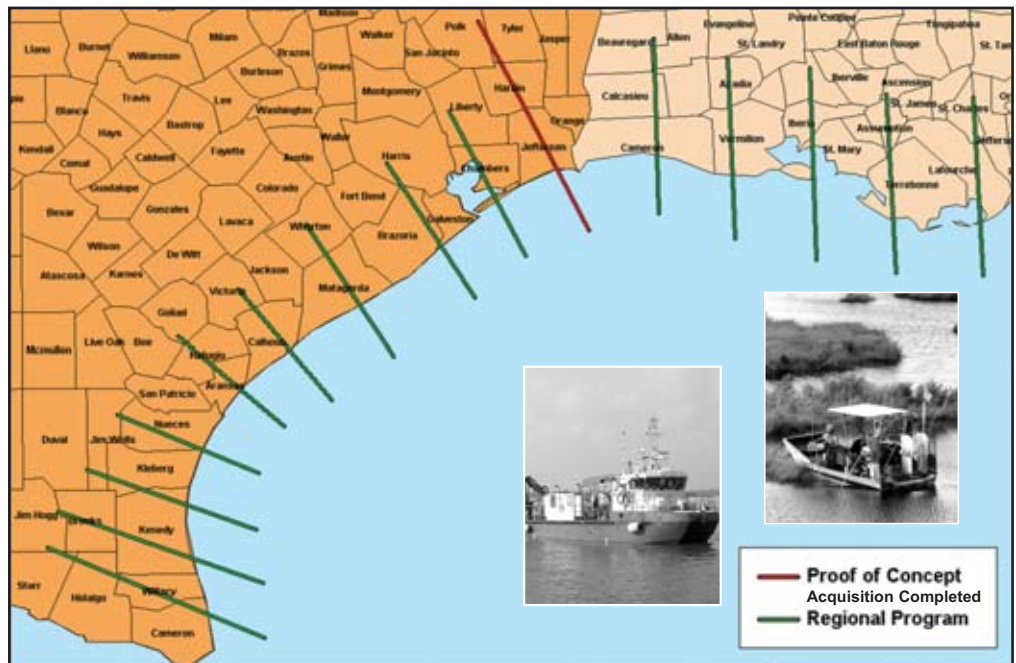 Madison
Llano
Burnet
Williamson
Milam
Brazos
Walker
Polk
Tyler
Jasper
San Jacinto
Grimes
Burleson
Montgomery
Hardin
Liberty
Orange
Blanco
Travis
Lee
Washington
Hays
Bastrop
Waller
Kendall
Comal
Caldwell
Fayette
Austin
Harris
Chambers
Jefferson
Guadalupe
Colorado
Fort Bend
Galveston
Bexar
Gonzales
Lavaca
Wharton
Brazoria
Wilson
De Witt
Atascosa
Karnes
Jackson
Matagorda
Victoria
Goliad
Mcmullen
Live Oak
Bee
Refugio
Calhoun
Aransas
San Patricio
Nueces
Duval
Jim Wells
Kleberg
Jim Hogg
Brooks
Kenedy
Starr
Hidalgo
Willacy
Cameron
Beauregard
Allen
Evangeline
St. Landry
Pointe Coupee
East Baton Rouge
Tangipahoa
St. Tam
Calcasieu
Acadia
Iberville
Ascension
St. James
St. Charles
Cameron
Vermilion
Iberia
St. Mary
Assumption
Jefferso
Lafourche
Terrebonne
Proof of Concept
Acquisition Completed
Regional Program